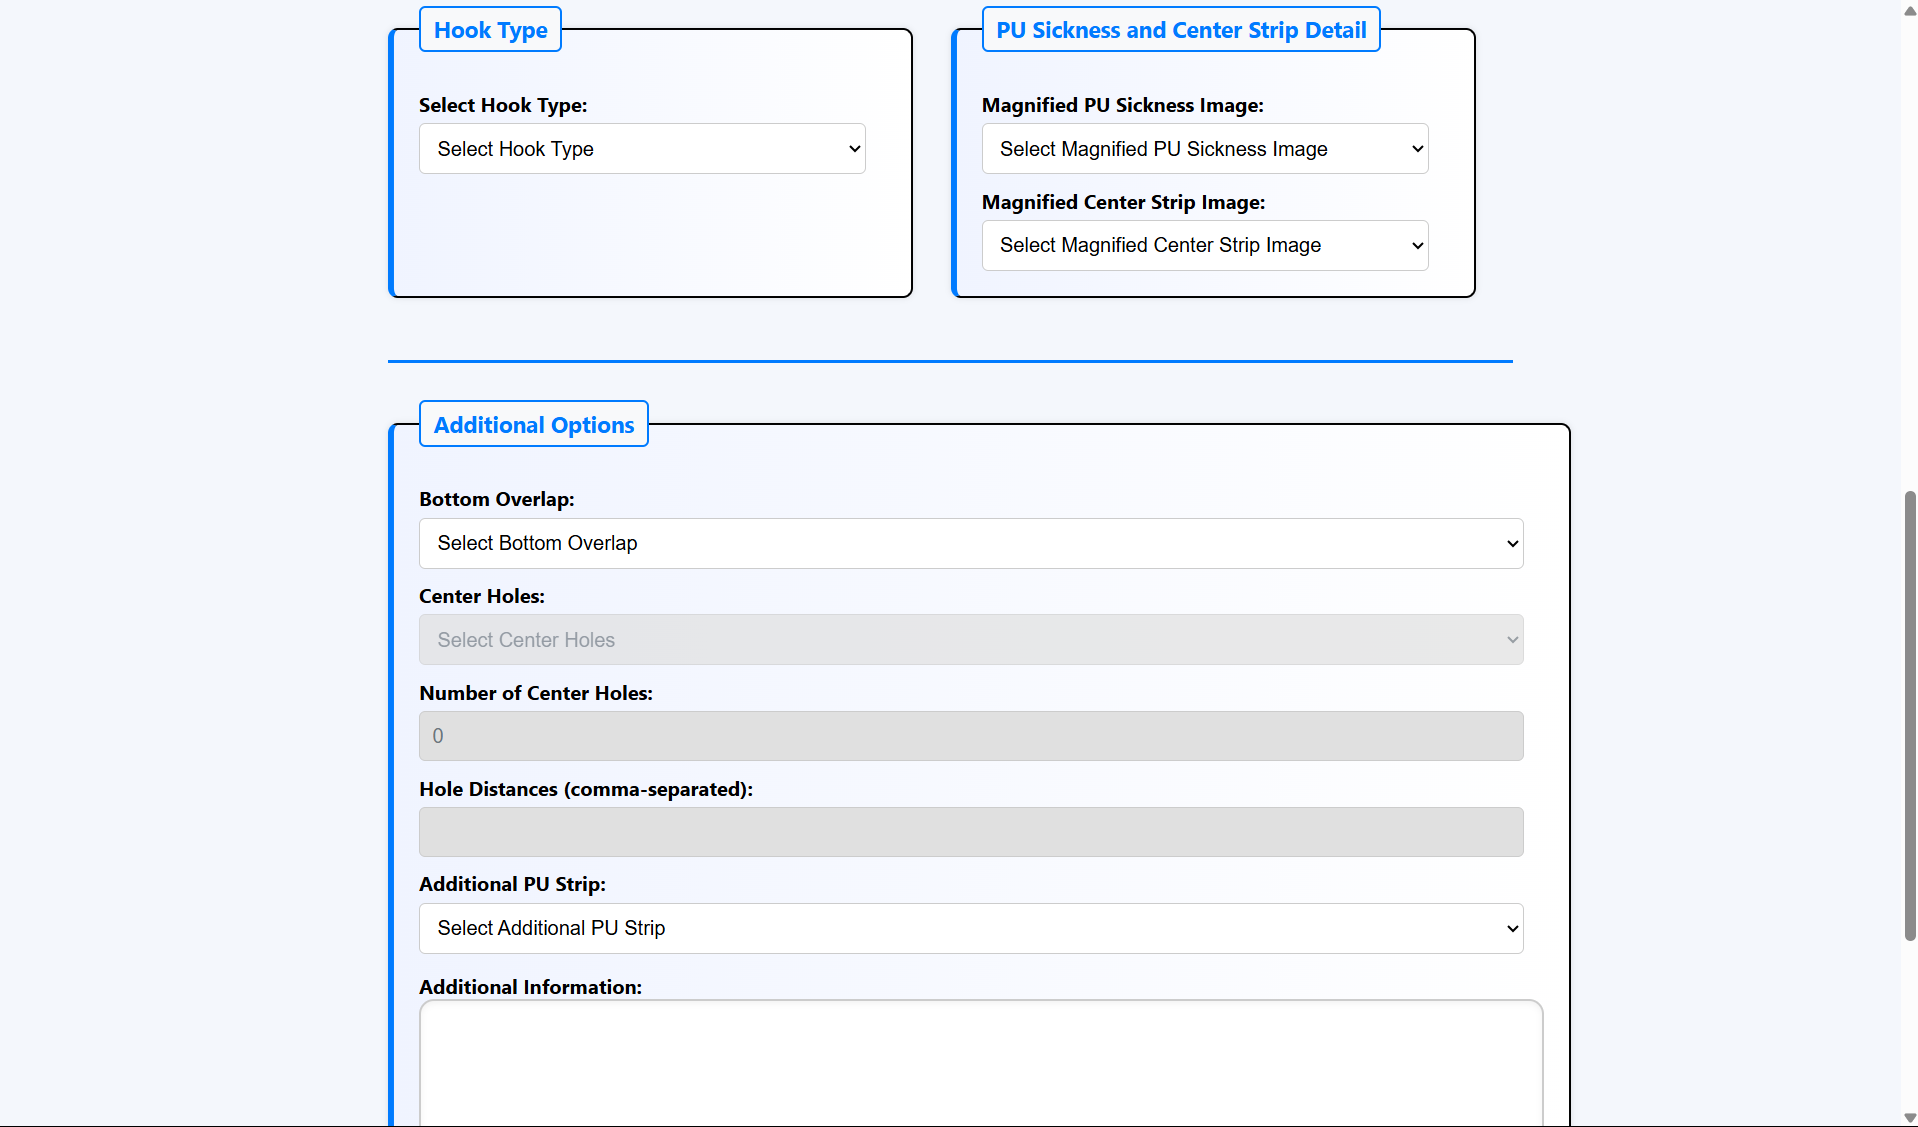 Hook Type
Select Hook Type:
Select Hook Type
PU Sickness and Center Strip Detail
Magnified PU Sickness Image:
Select Magnified PU Sickness Image
Magnified Center Strip Image:
Select Magnified Center Strip Image
Additional Options
Bottom Overlap:
Select Bottom Overlap
Center Holes:
Select Center Holes
Number of Center Holes:
0
Hole Distances (comma-separated):
Additional PU Strip:
Select Additional PU Strip
Additional Information: